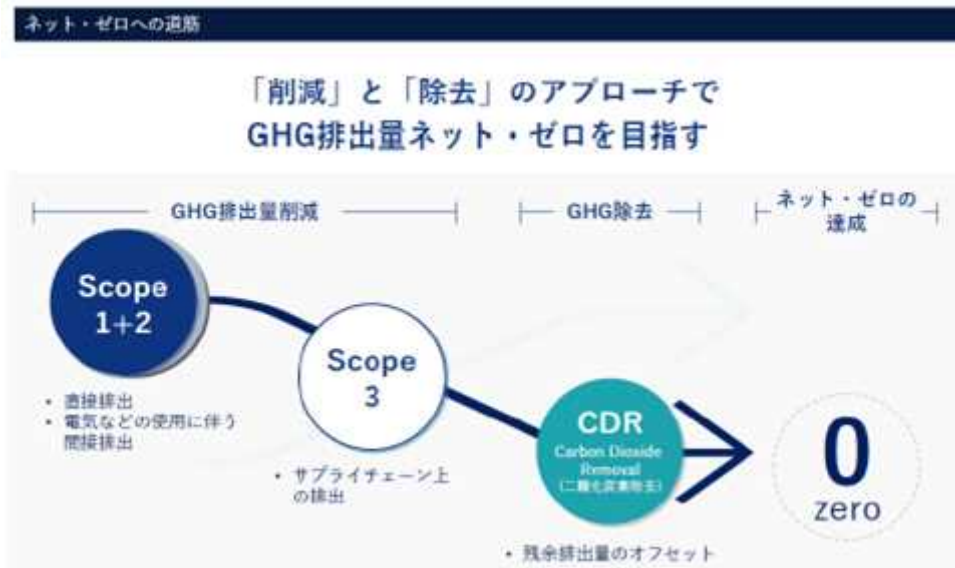 ネット・ゼロへの道筋
「削減」と「除去」のアプローチで
GHG排出量ネット・ゼロを目指す
GHG排出量削減
GHG除去
ネット・ゼロの
達成
Scope
1+2
• 直接排出
• 電気などの使用に伴う
間接排出
Scope
3
• サプライチェーン上
の排出
CDR
Carbon Dioxide
Removal
(二酸化炭素除去)
• 残余排出量のオフセット
0
zero